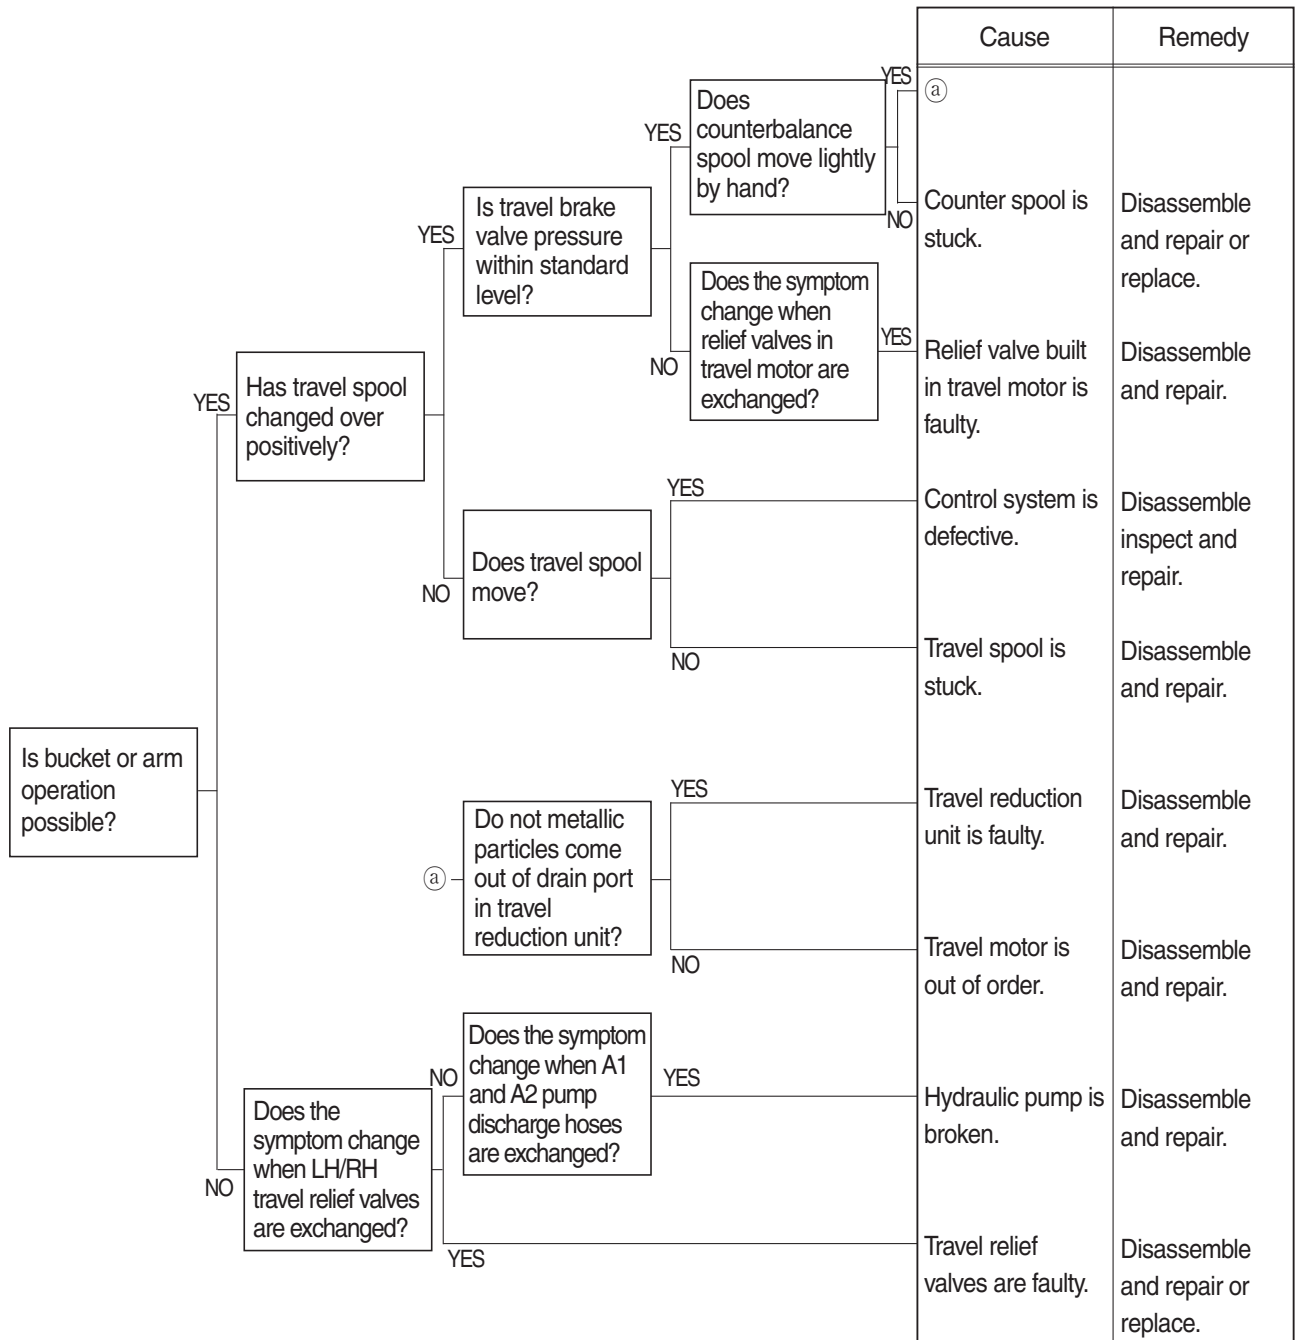 Cause
Remedy
YES
ⓐ
Does
counterbalance
spool move lightly
by hand?
YES
NO
Counter spool is
stuck.
Disassemble
and repair or
replace.
Is travel brake
valve pressure
within standard
level?
YES
Does the symptom
change when
relief valves in
travel motor are
exchanged?
NO
YES
Relief valve built
in travel motor is
faulty.
Disassemble
and repair.
Has travel spool
changed over
positively?
YES
Does travel spool
move?
NO
YES
Control system is
defective.
Disassemble
inspect and
repair.
NO
Travel spool is
stuck.
Disassemble
and repair.
Is bucket or arm
operation
possible?
ⓐ
Do not metallic
particles come
out of drain port
in travel
reduction unit?
YES
Travel reduction
unit is faulty.
Disassemble
and repair.
NO
Travel motor is
out of order.
Disassemble
and repair.
Does the symptom
change when A1
and A2 pump
discharge hoses
are exchanged?
NO
YES
Hydraulic pump is
broken.
Disassemble
and repair.
Does the
symptom change
when LH/RH
travel relief valves
are exchanged?
NO
YES
Travel relief
valves are faulty.
Disassemble
and repair or
replace.